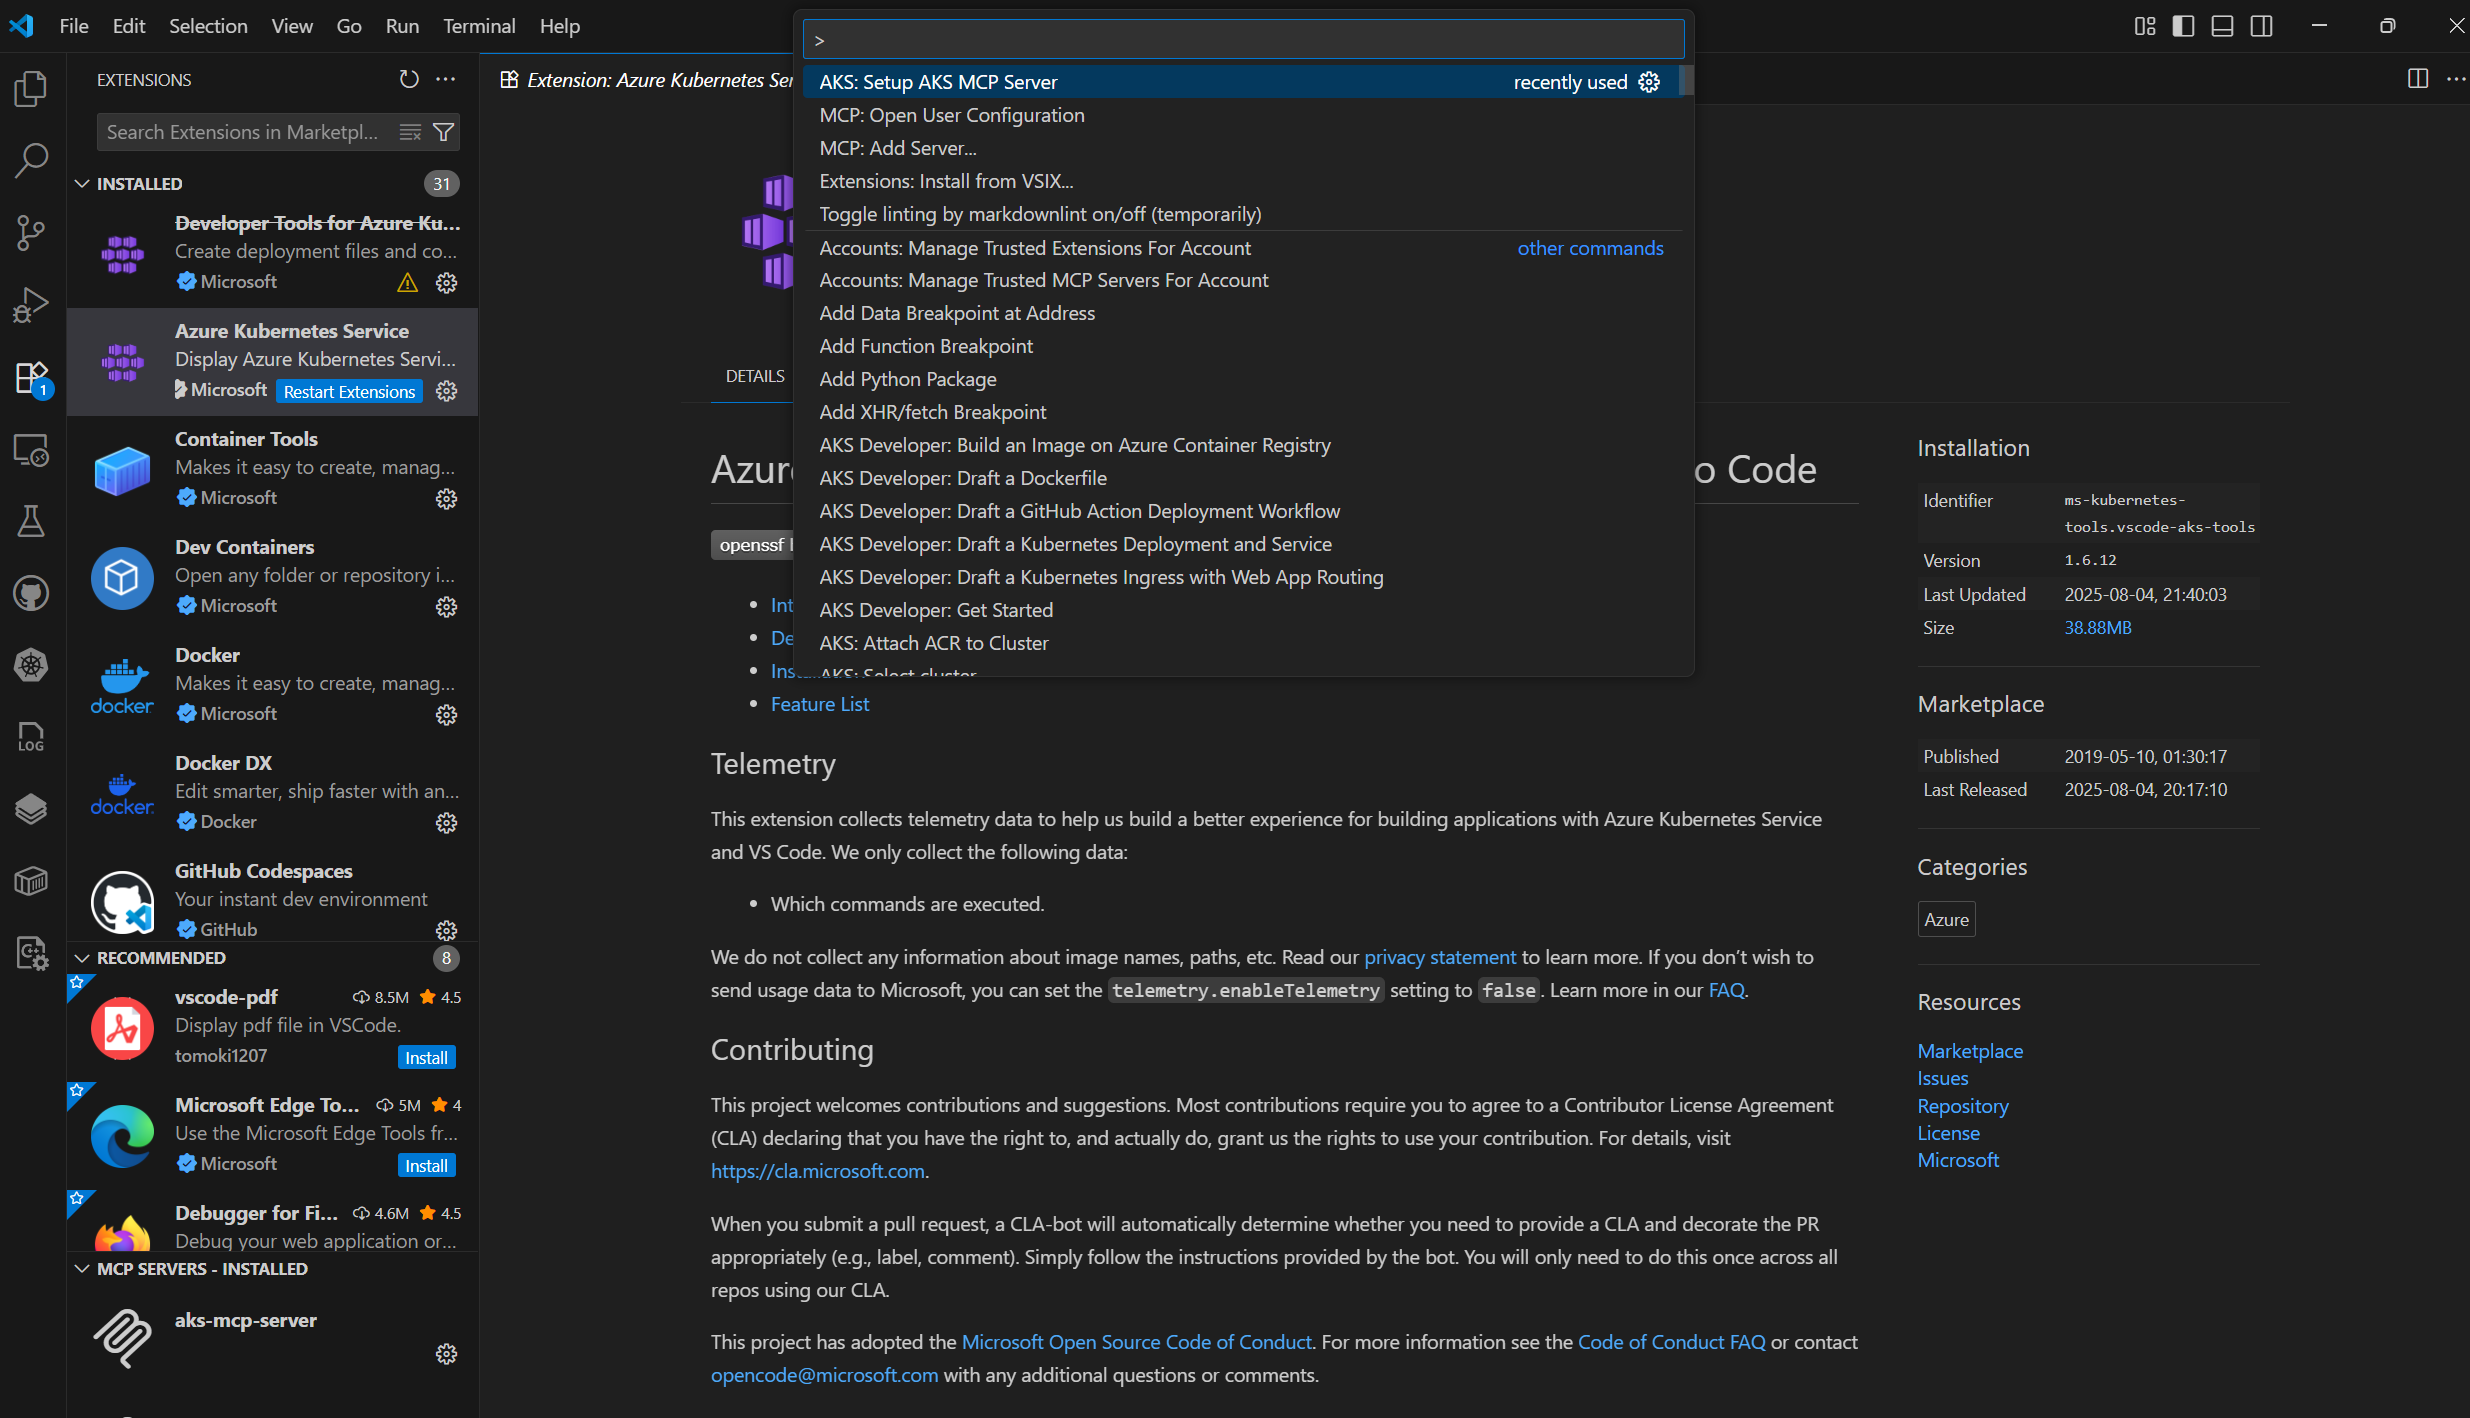 File Edit Selection View Go Run Terminal Help
>
AKS: Setup AKS MCP Server recently used
MCP: Open User Configuration
MCP: Add Server...
Extensions: Install from VSIX...
Toggle linting by markdownlint on/off (temporarily)
Accounts: Manage Trusted Extensions For Account other commands
Accounts: Manage Trusted MCP Servers For Account
Add Data Breakpoint at Address
Add Function Breakpoint
Add Python Package
Add XHR/fetch Breakpoint
AKS Developer: Build an Image on Azure Container Registry
AKS Developer: Draft a Dockerfile
AKS Developer: Draft a GitHub Action Deployment Workflow
AKS Developer: Draft a Kubernetes Deployment and Service
AKS Developer: Draft a Kubernetes Ingress with Web App Routing
AKS Developer: Get Started
AKS: Attach ACR to Cluster
AKS: Select cluster
EXTENSIONS
Search Extensions in Marketpl...
INSTALLED 31
Developer Tools for Azure Ku...
Create deployment files and co...
Microsoft
Azure Kubernetes Service
Display Azure Kubernetes Servi...
Microsoft Restart Extensions
1
Container Tools
Makes it easy to create, manag...
Microsoft
Dev Containers
Open any folder or repository i...
Microsoft
Docker
Makes it easy to create, manag...
docker
Microsoft
LOG
Docker DX
Edit smarter, ship faster with an...
docker
Docker
GitHub Codespaces
Your instant dev environment
GitHub
C+
RECOMMENDED 8
vscode-pdf 8.5M 4.5
Display pdf file in VSCode.
tomoki1207 Install
Microsoft Edge To... 5M 4
Use the Microsoft Edge Tools fr...
Microsoft Install
Debugger for Fi... 4.6M 4.5
Debug your web application or...
MCP SERVERS - INSTALLED
aks-mcp-server
Extension: Azure Kubernetes Ser
DETAILS
Azur
o Code
openssf
Int
De
Ins
Feature List
Telemetry
This extension collects telemetry data to help us build a better experience for building applications with Azure Kubernetes Service
and VS Code. We only collect the following data:
• Which commands are executed.
We do not collect any information about image names, paths, etc. Read our privacy statement to learn more. If you don’t wish to
send usage data to Microsoft, you can set the telemetry.enableTelemetry setting to false. Learn more in our FAQ.
Contributing
This project welcomes contributions and suggestions. Most contributions require you to agree to a Contributor License Agreement
(CLA) declaring that you have the right to, and actually do, grant us the rights to use your contribution. For details, visit
https://cla.microsoft.com.
When you submit a pull request, a CLA-bot will automatically determine whether you need to provide a CLA and decorate the PR
appropriately (e.g., label, comment). Simply follow the instructions provided by the bot. You will only need to do this once across all
repos using our CLA.
This project has adopted the Microsoft Open Source Code of Conduct. For more information see the Code of Conduct FAQ or contact
opencode@microsoft.com with any additional questions or comments.
Installation
Identifier ms-kubernetes-
tools.vscode-aks-tools
Version 1.6.12
Last Updated 2025-08-04, 21:40:03
Size 38.88MB
Marketplace
Published 2019-05-10, 01:30:17
Last Released 2025-08-04, 20:17:10
Categories
Azure
Resources
Marketplace
Issues
Repository
License
Microsoft